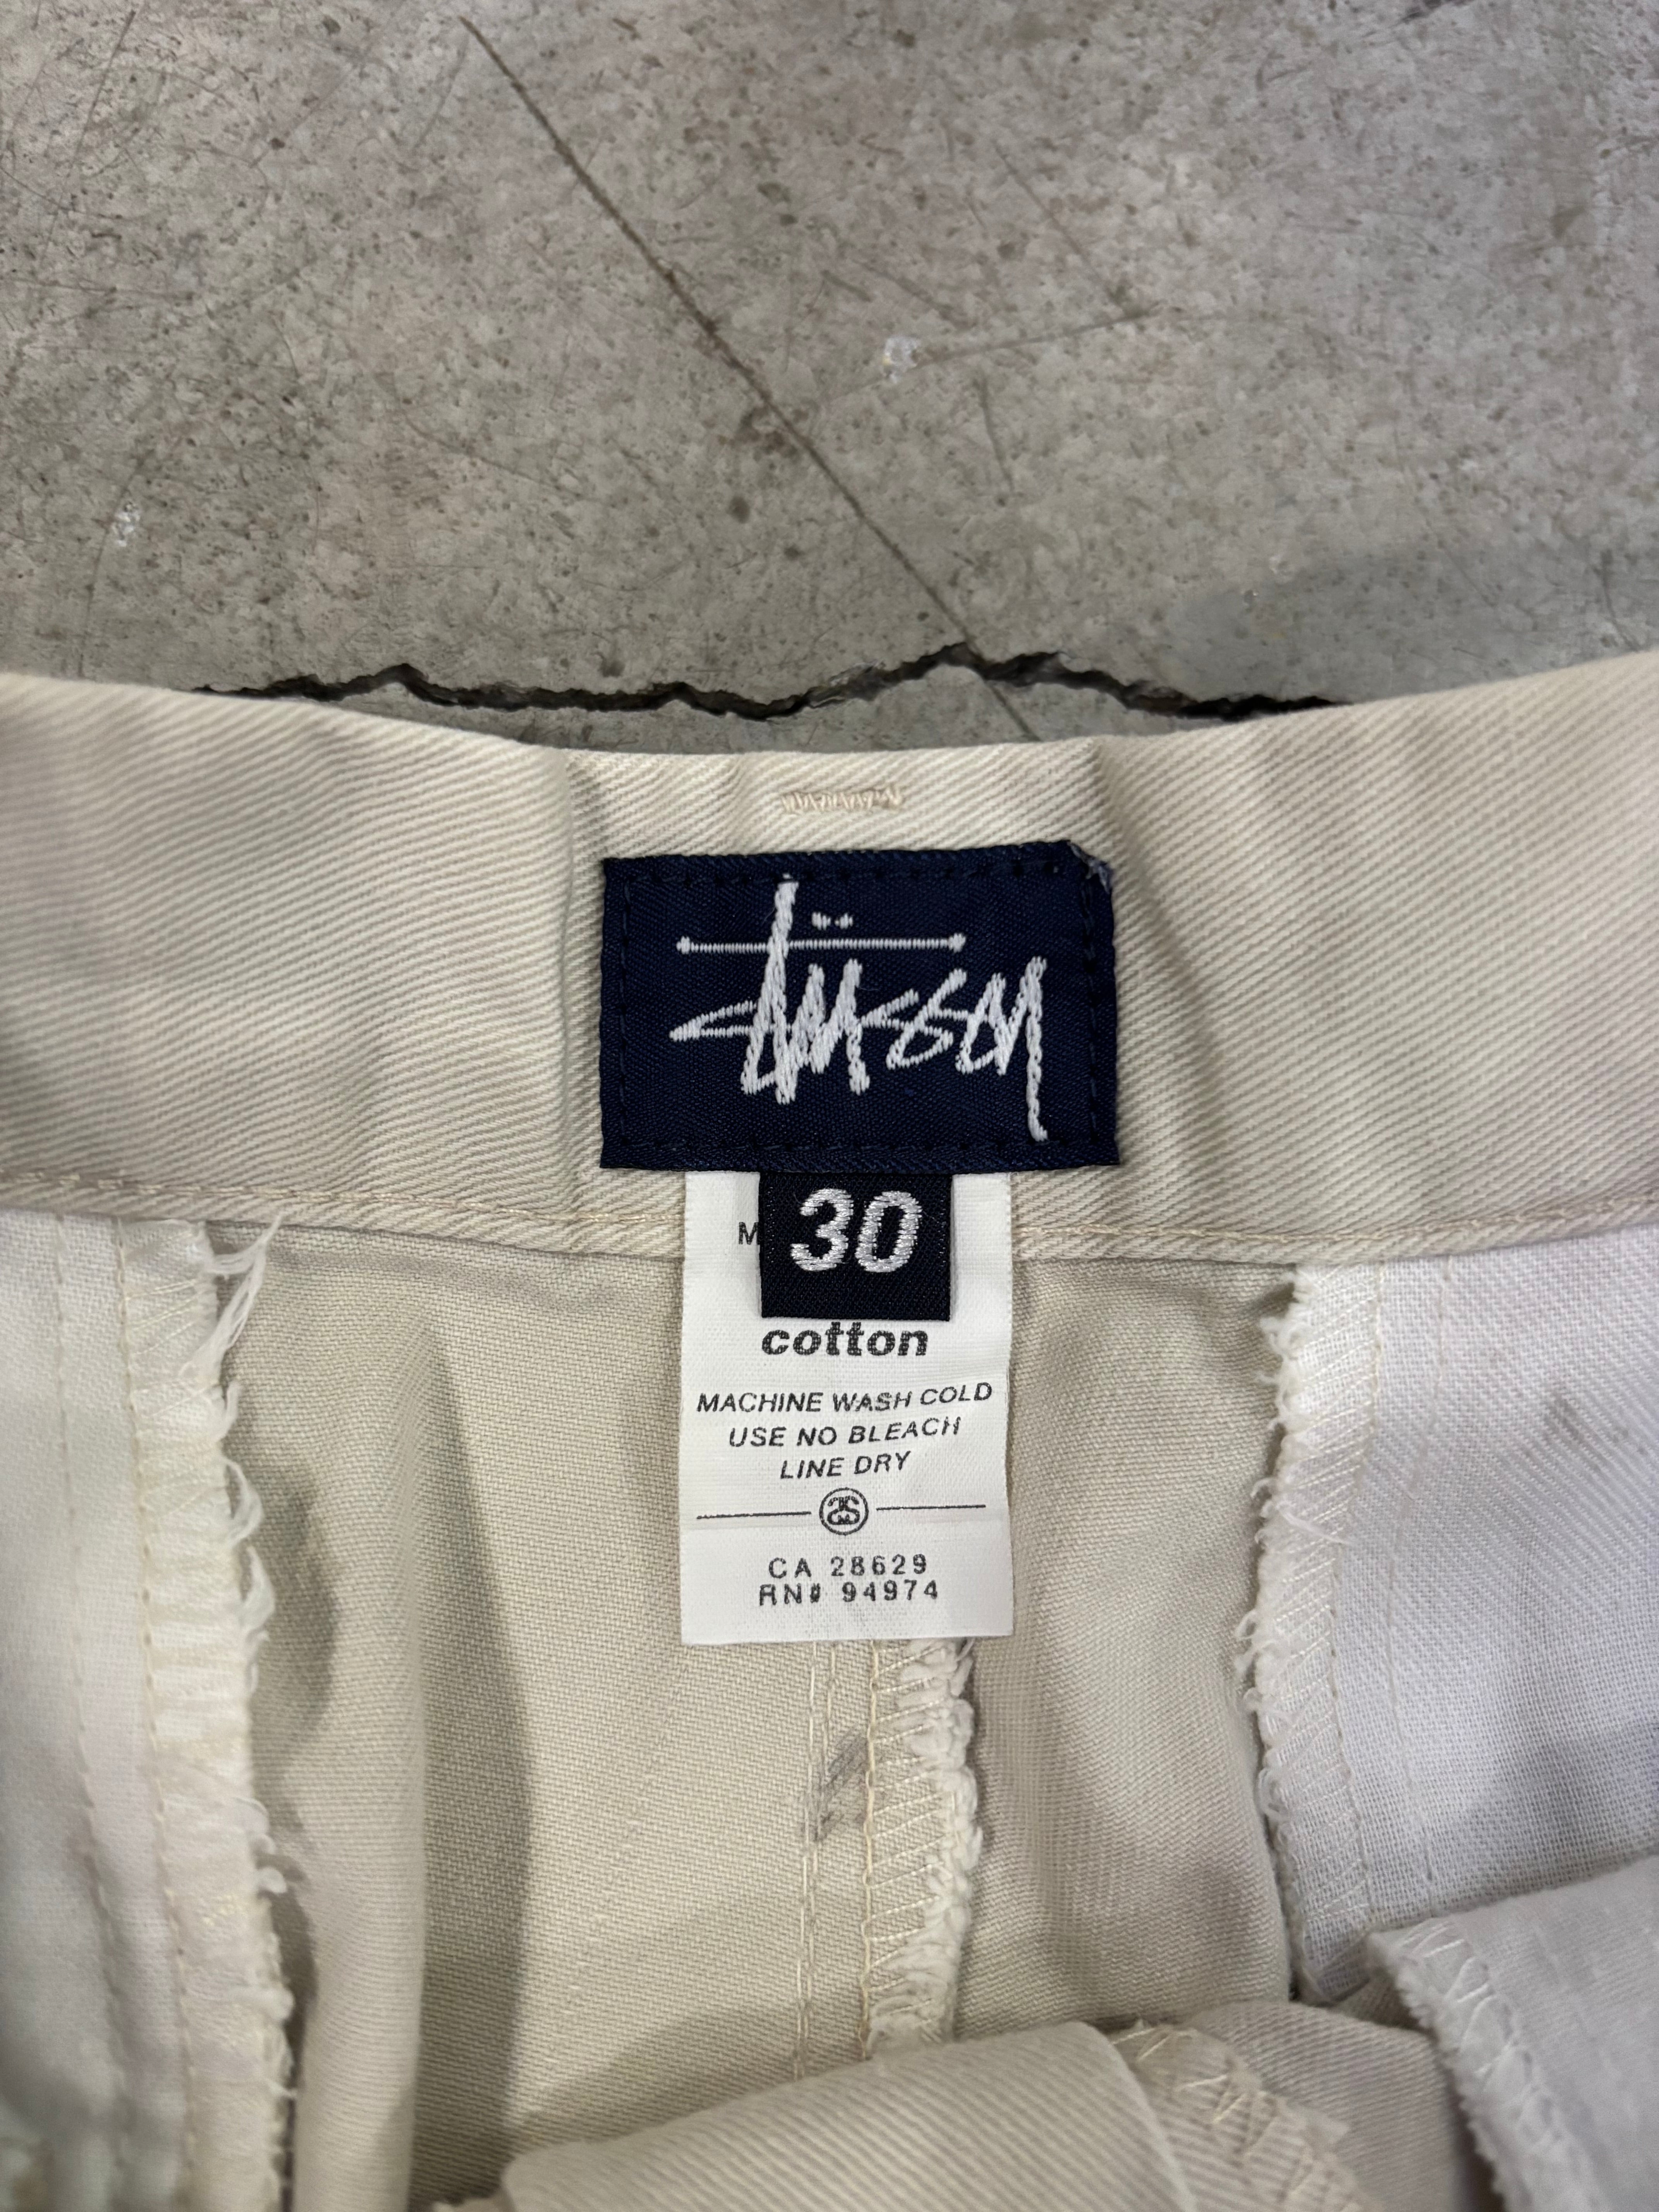 Stüssy
30
M
cotton
MACHINE WASH COLD
USE NO BLEACH
LINE DRY
CA 28629
RN# 94974